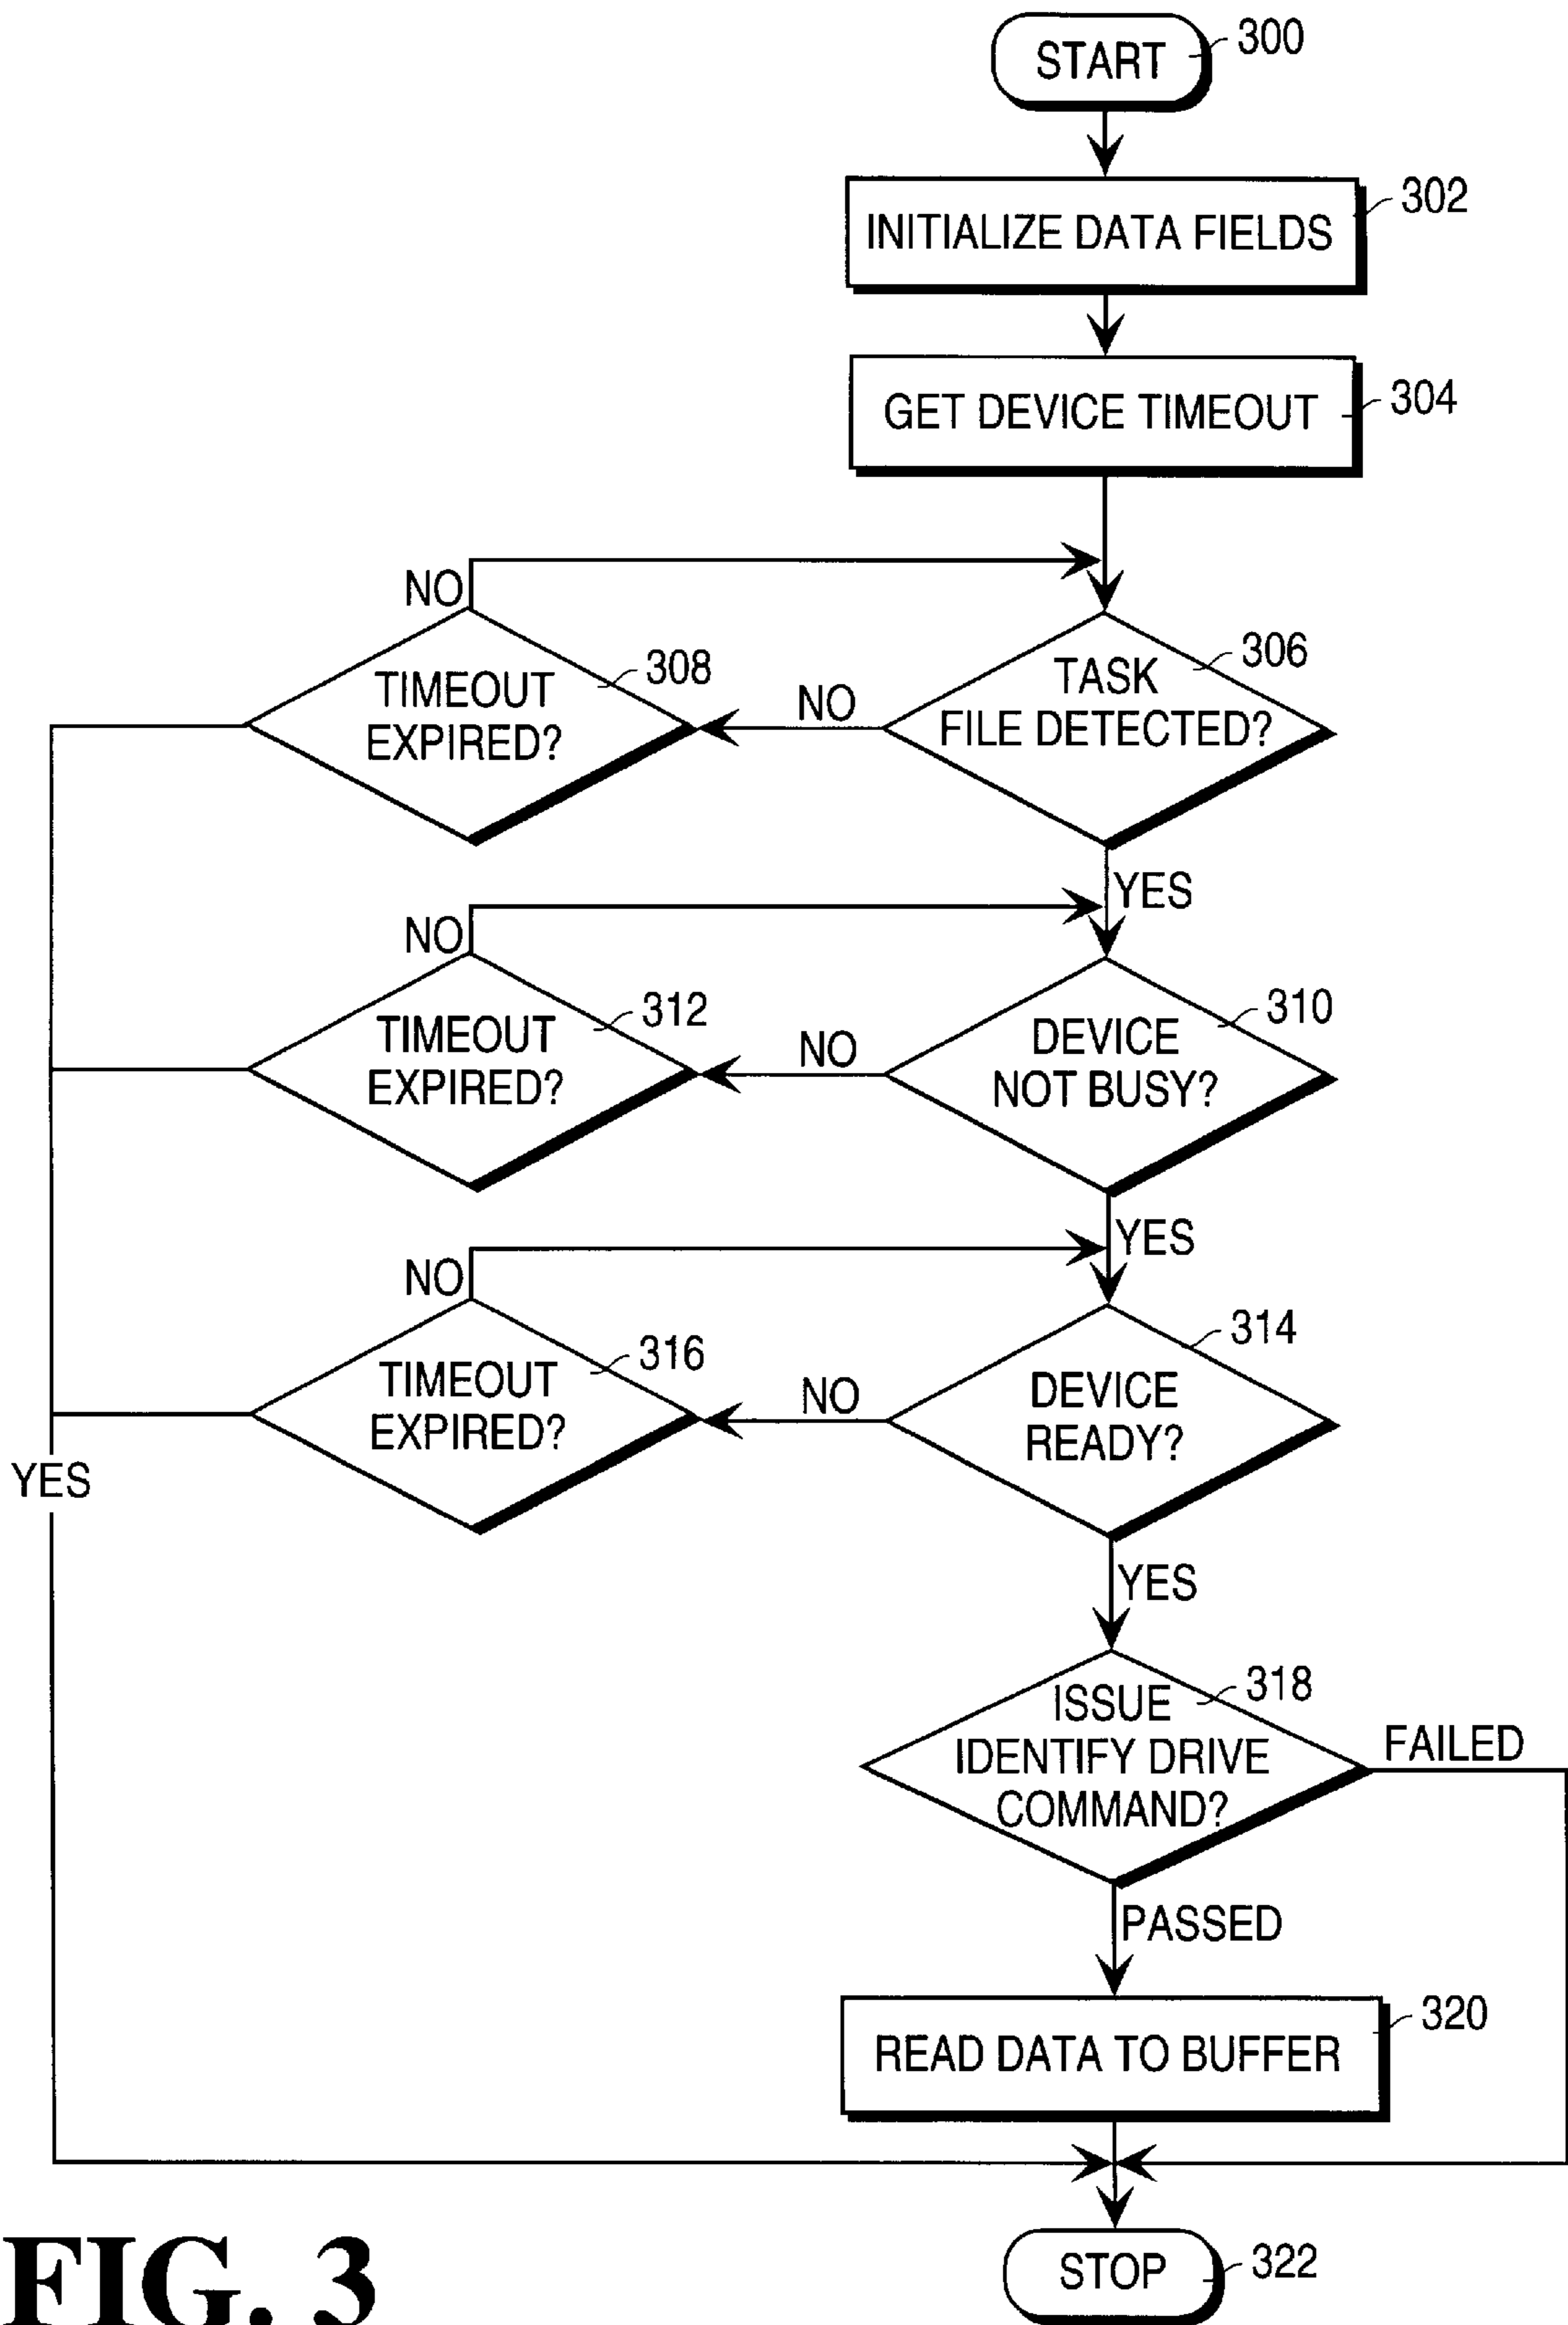 START
300
INITIALIZE DATA FIELDS
302
GET DEVICE TIMEOUT
304
NO
TIMEOUT
EXPIRED?
308
NO
TASK
FILE DETECTED?
306
YES
NO
TIMEOUT
EXPIRED?
312
NO
DEVICE
NOT BUSY?
310
YES
NO
TIMEOUT
EXPIRED?
316
NO
DEVICE
READY?
314
YES
YES
ISSUE
IDENTIFY DRIVE
COMMAND?
318
FAILED
PASSED
READ DATA TO BUFFER
320
STOP
322
FIG. 3